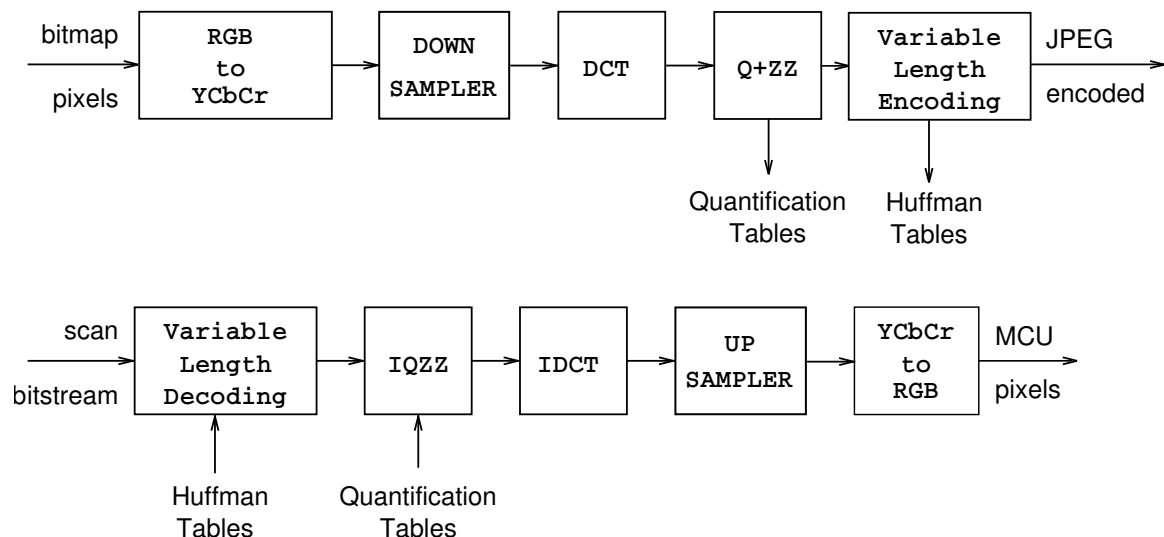 bitmap
pixels
RGB
to
YCbCr
DOWN
SAMPLER
DCT
Q+ZZ
Variable
Length
Encoding
JPEG
encoded
Quantification
Tables
Huffman
Tables
scan
bitstream
Variable
Length
Decoding
IQZZ
IDCT
UP
SAMPLER
YCbCr
to
RGB
MCU
pixels
Huffman
Tables
Quantification
Tables